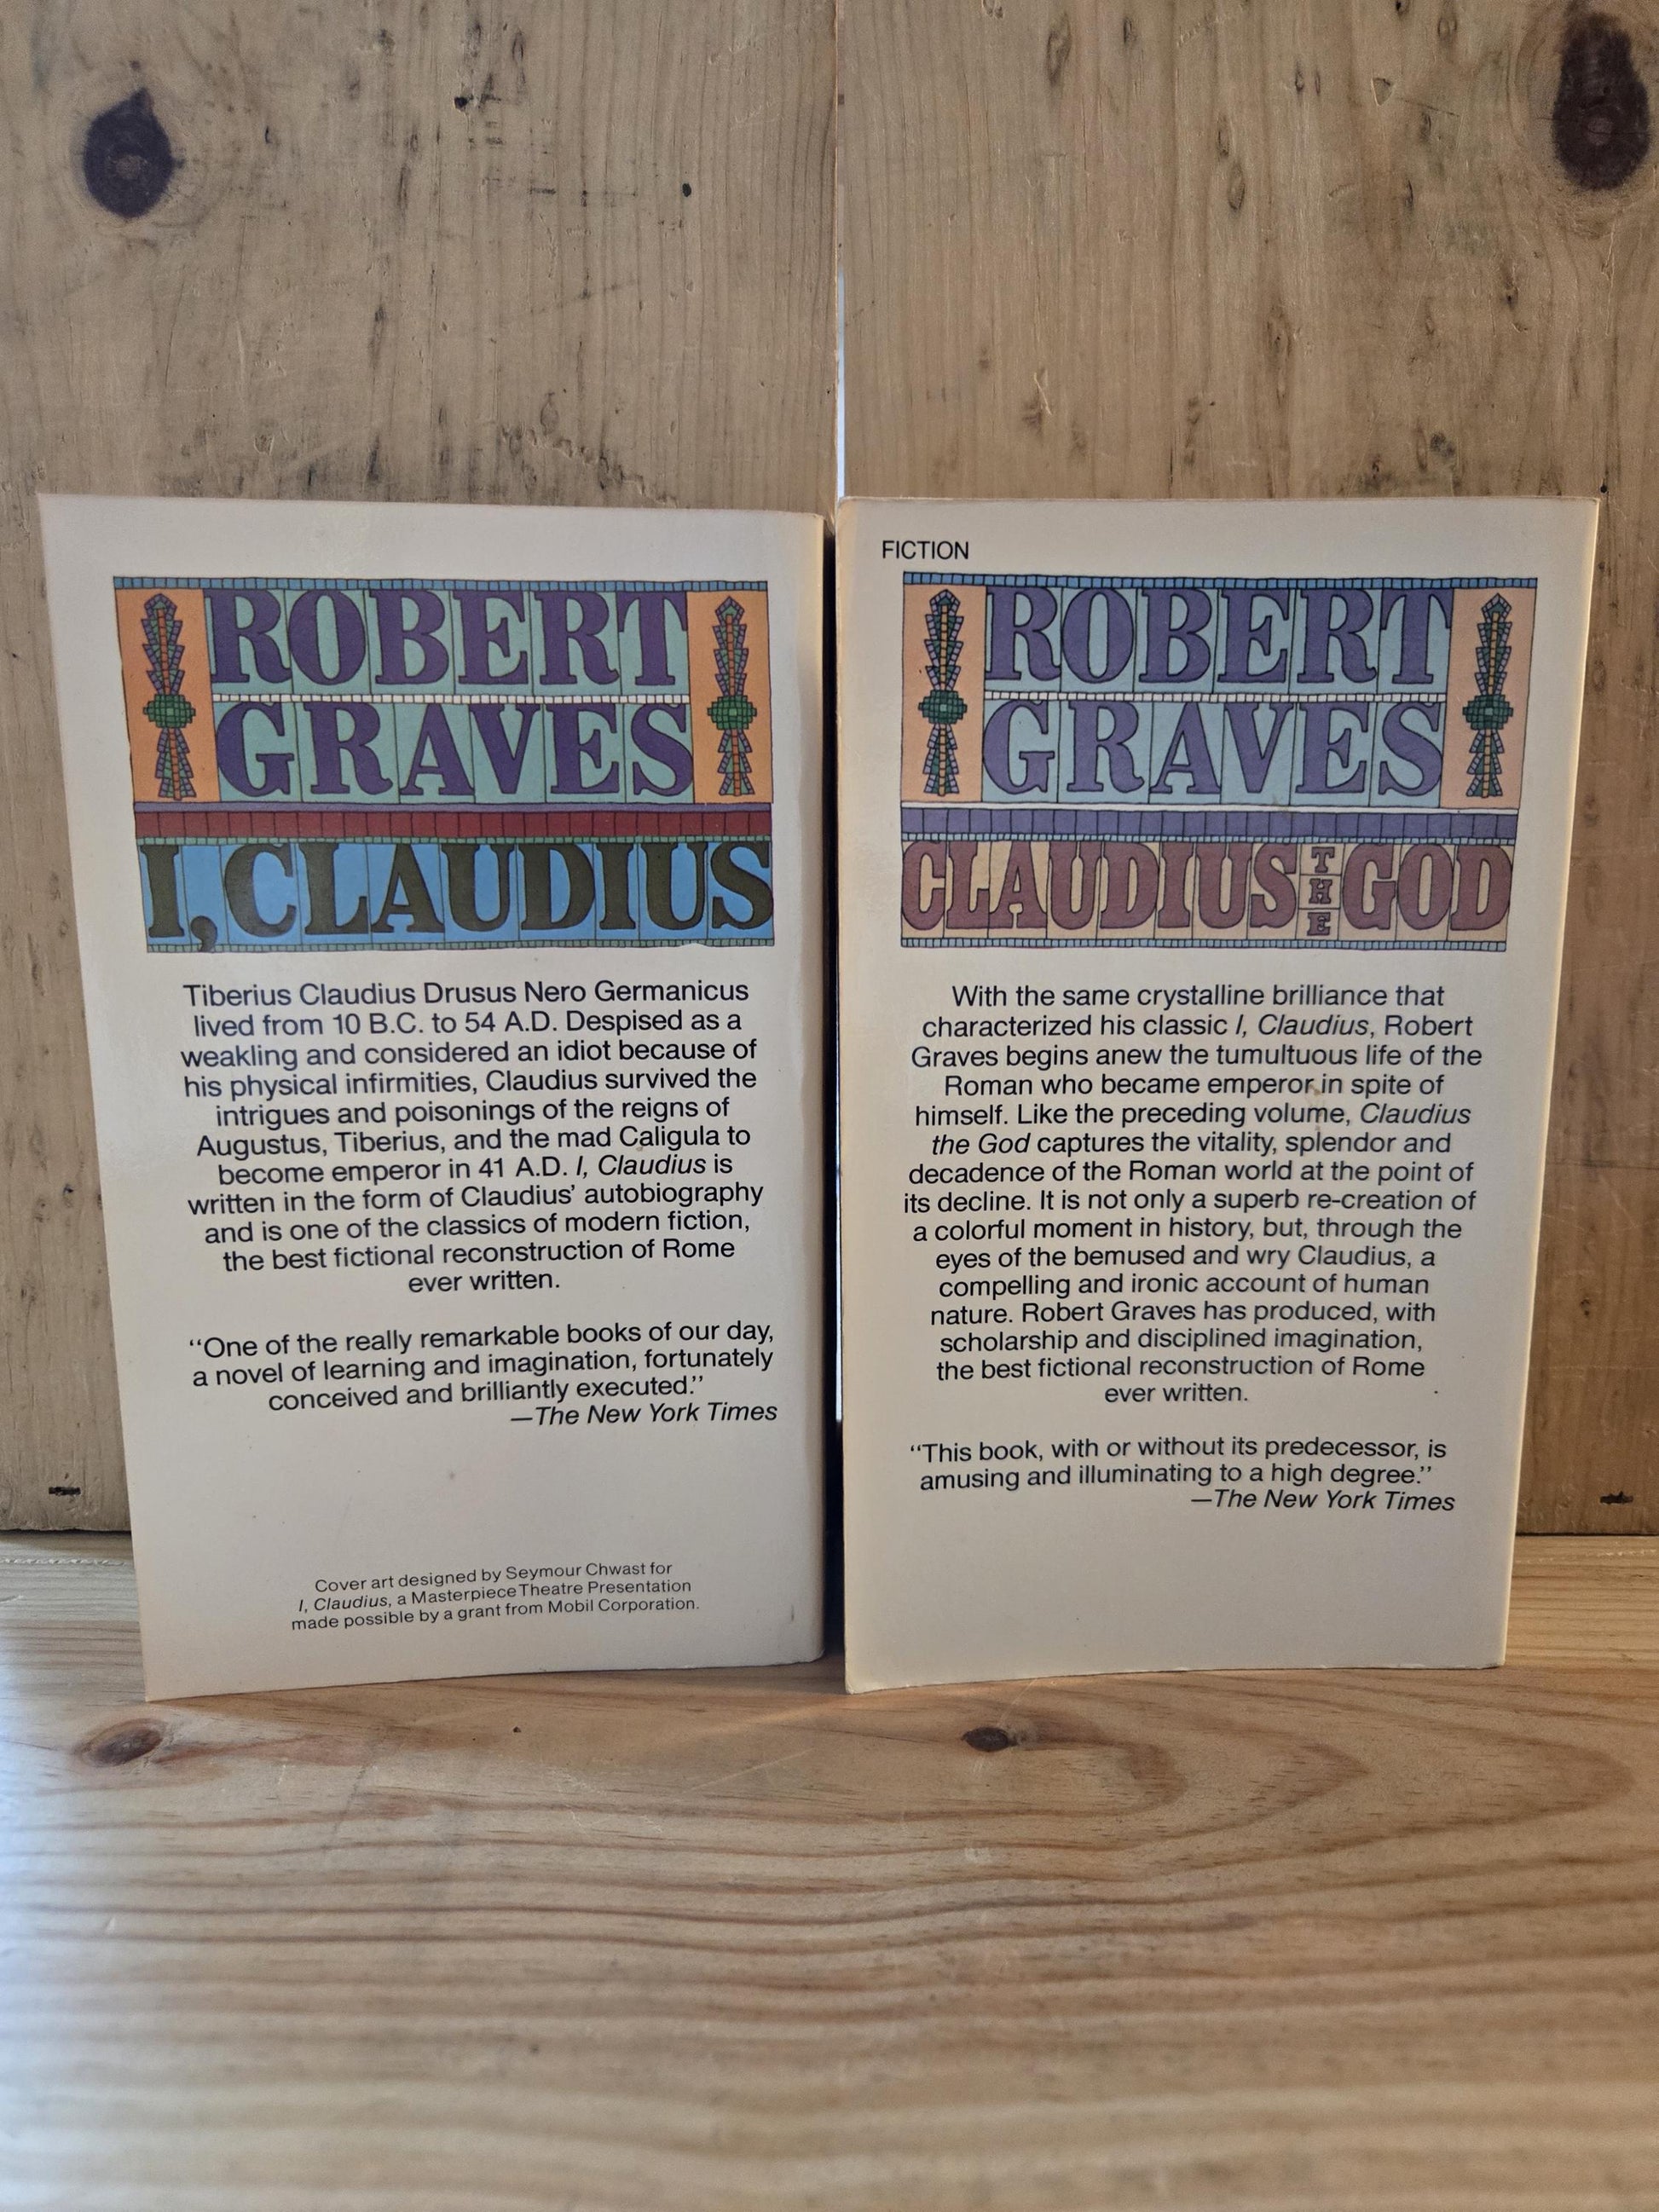 ROBERT
GRAVES
I, CLAUDIUS
Tiberius Claudius Drusus Nero Germanicus
lived from 10 B.C. to 54 A.D. Despised as a
weakling and considered an idiot because of
his physical infirmities, Claudius survived the
intrigues and poisonings of the reigns of
Augustus, Tiberius, and the mad Caligula to
become emperor in 41 A.D. I, Claudius is
written in the form of Claudius’ autobiography
and is one of the classics of modern fiction,
the best fictional reconstruction of Rome
ever written.
“One of the really remarkable books of our day,
a novel of learning and imagination, fortunately
conceived and brilliantly executed.”
—The New York Times
Cover art designed by Seymour Chwast for
I, Claudius, a Masterpiece Theatre Presentation
made possible by a grant from Mobil Corporation.
FICTION
ROBERT
GRAVES
CLAUDIUS THE GOD
With the same crystalline brilliance that
characterized his classic I, Claudius, Robert
Graves begins anew the tumultuous life of the
Roman who became emperor in spite of
himself. Like the preceding volume, Claudius
the God captures the vitality, splendor and
decadence of the Roman world at the point of
its decline. It is not only a superb re-creation of
a colorful moment in history, but, through the
eyes of the bemused and wry Claudius, a
compelling and ironic account of human
nature. Robert Graves has produced, with
scholarship and disciplined imagination,
the best fictional reconstruction of Rome
ever written.
“This book, with or without its predecessor, is
amusing and illuminating to a high degree.”
—The New York Times